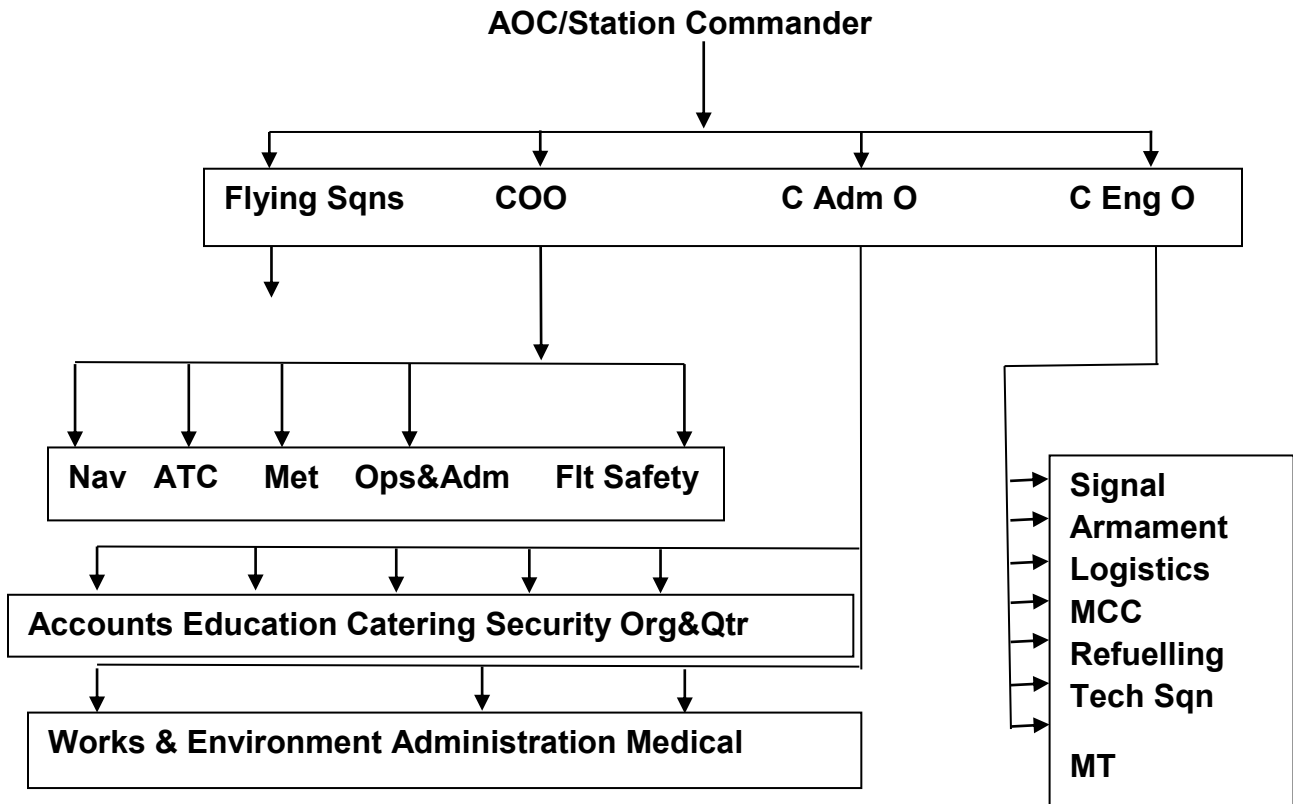 AOC/Station Commander
Flying Sqns COO C Adm O C Eng O
Nav ATC Met Ops&Adm Flt Safety
Accounts Education Catering Security Org&Qtr
Works & Environment Administration Medical
Signal
Armament
Logistics
MCC
Refuelling
Tech Sqn
MT